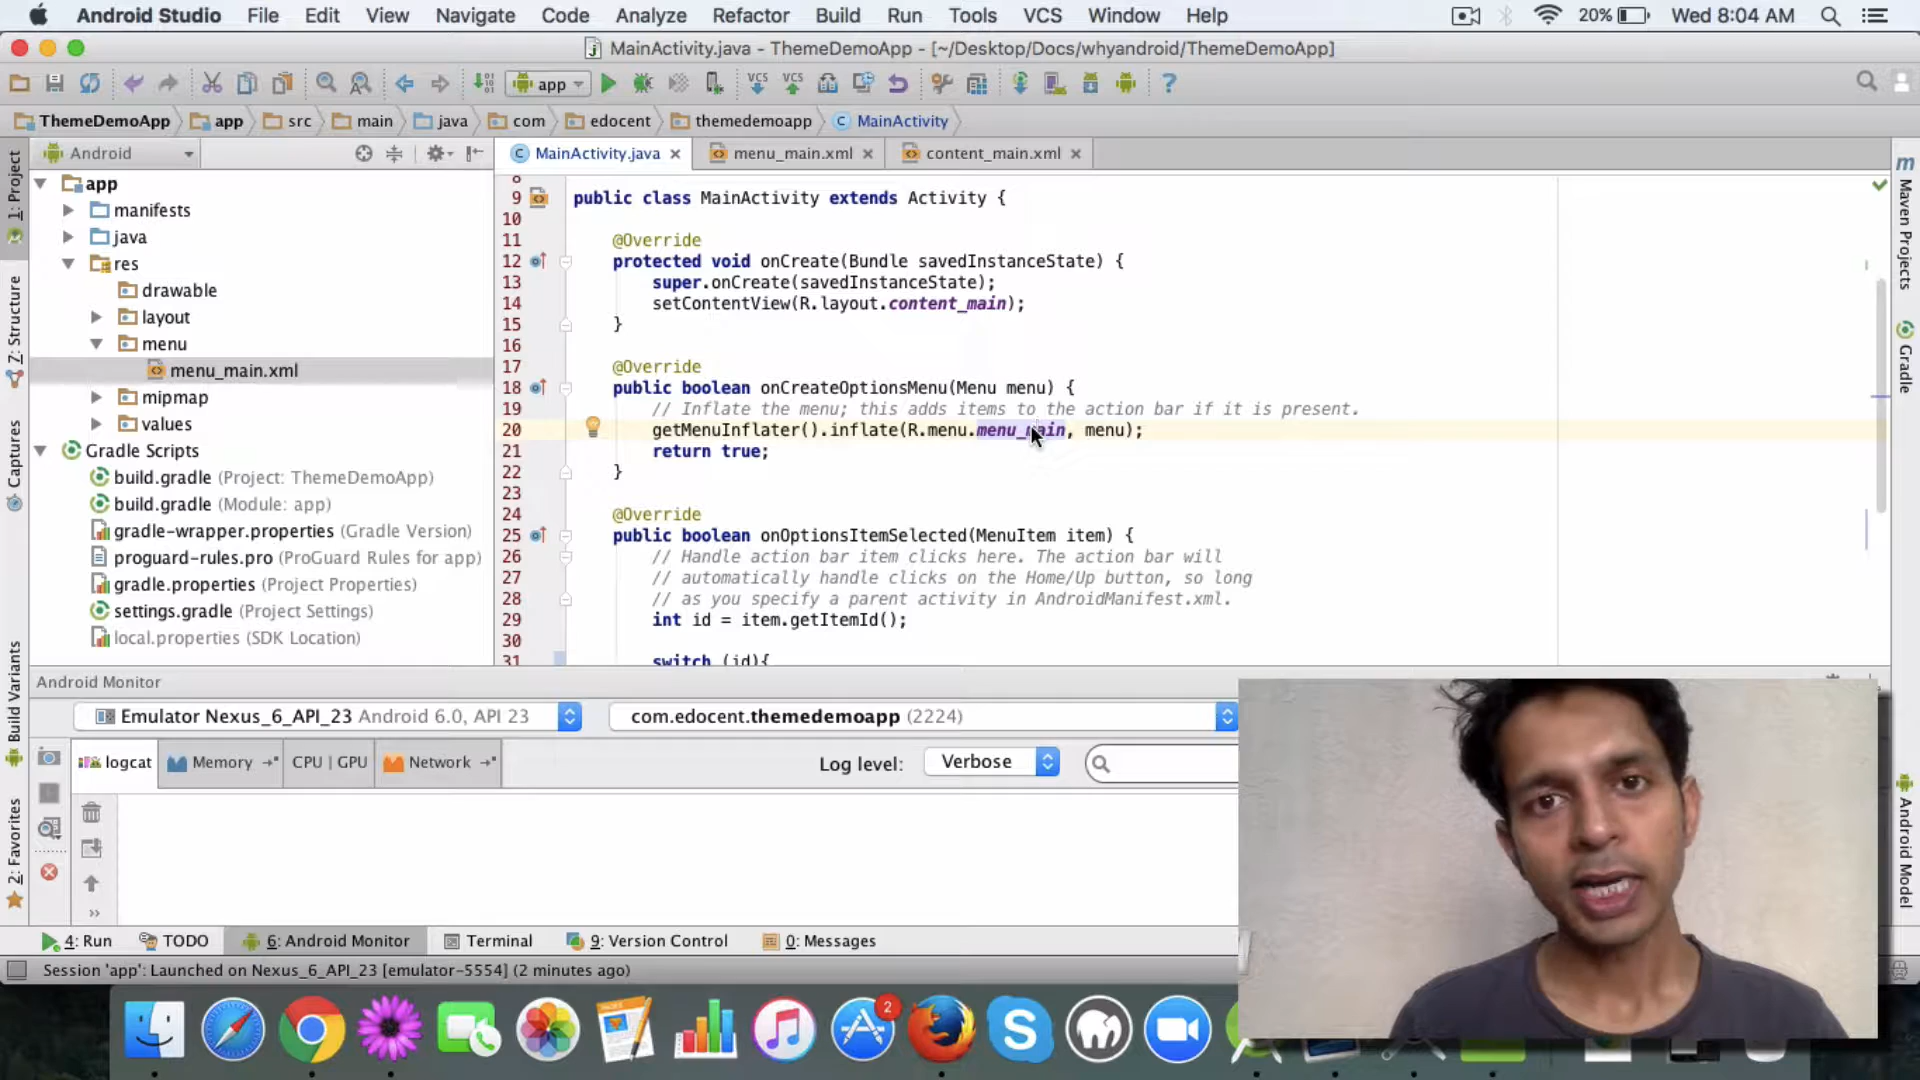 Android Studio File Edit View Navigate Code Analyze Refactor Build Run Tools VCS Window Help 20% Wed 8:04 AM
MainActivity.java - ThemeDemoApp - [~/Desktop/Docs/whyandroid/ThemeDemoApp]
app VCS VCS ?
ThemeDemoApp app src main java com edocent themedemoapp MainActivity
Android
MainActivity.java menu_main.xml content_main.xml
1: Project
Z: Structure
Captures
Build Variants
2: Favorites
app
manifests
java
res
drawable
layout
menu
menu_main.xml
mipmap
values
Gradle Scripts
build.gradle (Project: ThemeDemoApp)
build.gradle (Module: app)
gradle-wrapper.properties (Gradle Version)
proguard-rules.pro (ProGuard Rules for app)
gradle.properties (Project Properties)
settings.gradle (Project Settings)
local.properties (SDK Location)
8
9 public class MainActivity extends Activity {
10
11 @Override
12 protected void onCreate(Bundle savedInstanceState) {
13 super.onCreate(savedInstanceState);
14 setContentView(R.layout.content_main);
15 }
16
17 @Override
18 public boolean onCreateOptionsMenu(Menu menu) {
19 // Inflate the menu; this adds items to the action bar if it is present.
20 getMenuInflater().inflate(R.menu.menu_main, menu);
21 return true;
22 }
23
24 @Override
25 public boolean onOptionsItemSelected(MenuItem item) {
26 // Handle action bar item clicks here. The action bar will
27 // automatically handle clicks on the Home/Up button, so long
28 // as you specify a parent activity in AndroidManifest.xml.
29 int id = item.getItemId();
30
31 switch (id){
m Maven Projects
Gradle
Android Model
Android Monitor
Emulator Nexus_6_API_23 Android 6.0, API 23 com.edocent.themedemoapp (2224)
logcat Memory CPU | GPU Network Log level: Verbose
4: Run TODO 6: Android Monitor Terminal 9: Version Control 0: Messages
Session 'app': Launched on Nexus_6_API_23 [emulator-5554] (2 minutes ago)
2
S